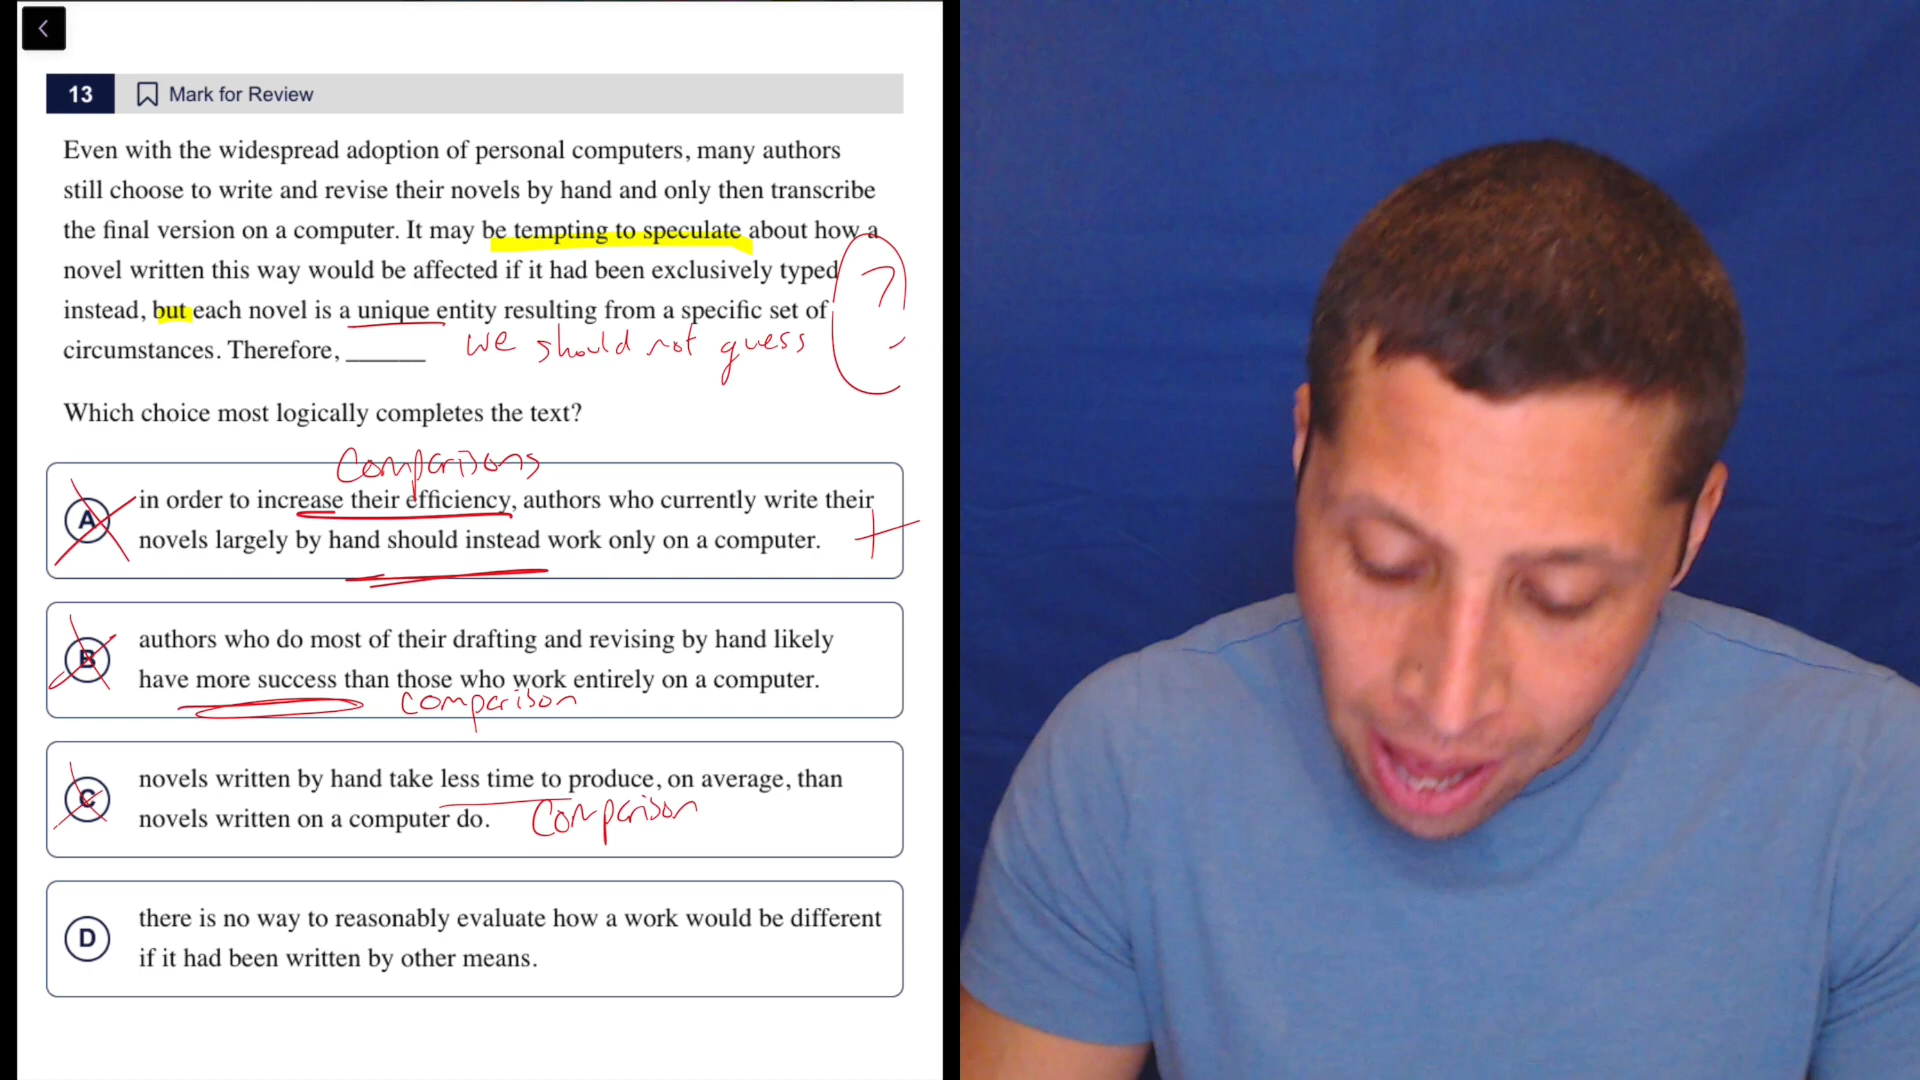 13 Mark for Review
Even with the widespread adoption of personal computers, many authors
still choose to write and revise their novels by hand and only then transcribe
the final version on a computer. It may be tempting to speculate about how a
novel written this way would be affected if it had been exclusively typed
instead, but each novel is a unique entity resulting from a specific set of
circumstances. Therefore, ______ we should not guess
?
Which choice most logically completes the text?
Comparisons
A in order to increase their efficiency, authors who currently write their
novels largely by hand should instead work only on a computer.
+
B authors who do most of their drafting and revising by hand likely
have more success than those who work entirely on a computer.
comparison
C novels written by hand take less time to produce, on average, than
novels written on a computer do. Comparison
D there is no way to reasonably evaluate how a work would be different
if it had been written by other means.